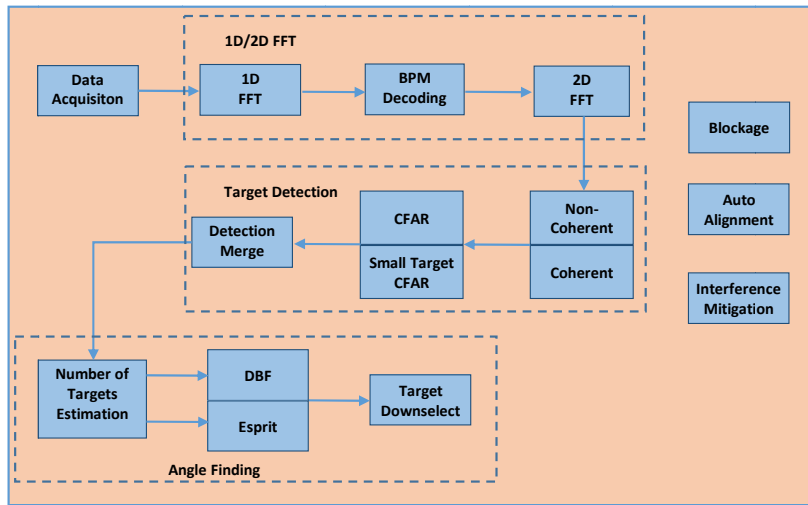 1D/2D FFT
Data
Acquisiton
1D
FFT
BPM
Decoding
2D
FFT
Blockage
Target Detection
Detection
Merge
CFAR
Small Target
CFAR
Non-
Coherent
Coherent
Auto
Alignment
Interference
Mitigation
Number of
Targets
Estimation
DBF
Esprit
Target
Downselect
Angle Finding